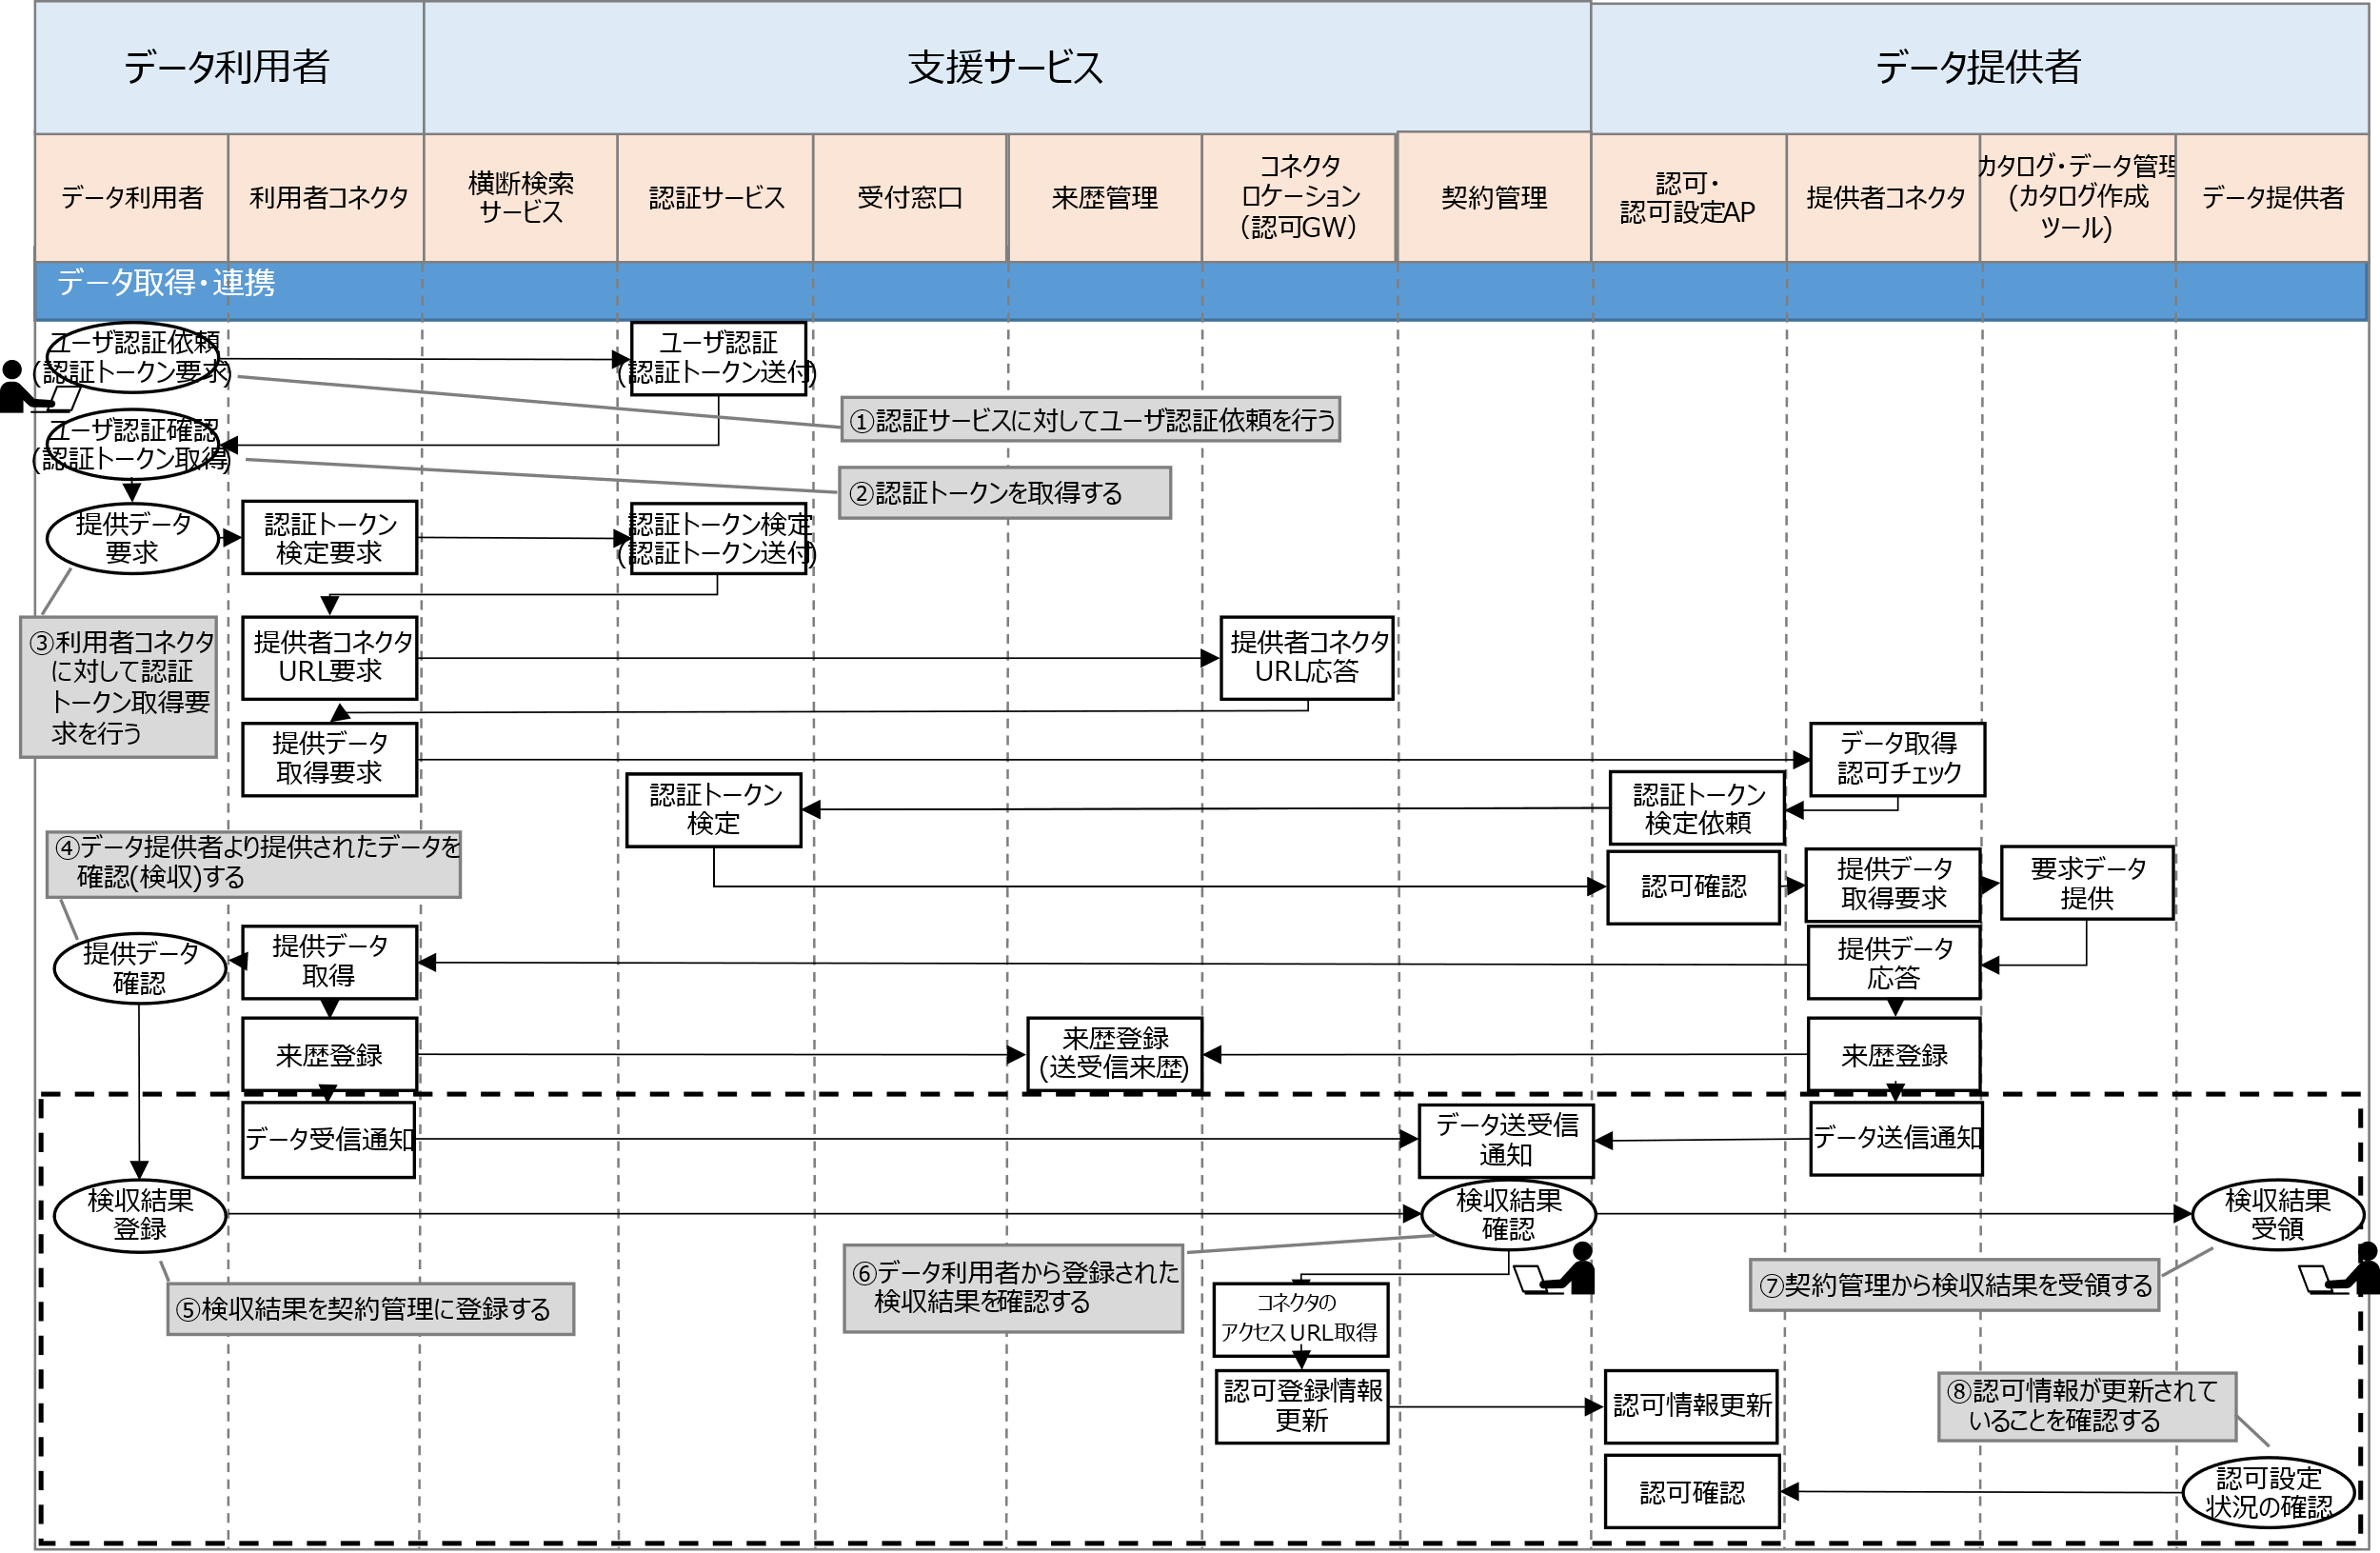 データ利用者
支援サービス
データ提供者
データ利用者
利用者コネクタ
横断検索
サービス
認証サービス
受付窓口
来歴管理
コネクタ
ロケーション
（認可GW）
契約管理
認可・
認可設定AP
提供者コネクタ
カタログ・データ管理
(カタログ作成
ツール)
データ提供者
データ取得・連携
ユーザ認証依頼
(認証トークン要求)
ユーザ認証
(認証トークン送付)
①認証サービスに対してユーザ認証依頼を行う
ユーザ認証確認
(認証トークン取得)
②認証トークンを取得する
提供データ
要求
認証トークン
検定要求
認証トークン検定
(認証トークン送付)
③利用者コネクタ
に対して認証
トークン取得要
求を行う
提供者コネクタ
URL要求
提供者コネクタ
URL応答
提供データ
取得要求
データ取得
認可チェック
認証トークン
検定
認証トークン
検定依頼
④データ提供者より提供されたデータを
確認(検収)する
認可確認
提供データ
取得要求
要求データ
提供
提供データ
確認
提供データ
取得
提供データ
応答
来歴登録
来歴登録
(送受信来歴)
来歴登録
データ受信通知
データ送受信
通知
データ送信通知
検収結果
登録
検収結果
確認
検収結果
受領
⑤検収結果を契約管理に登録する
⑥データ利用者から登録された
検収結果を確認する
コネクタの
アクセスURL取得
⑦契約管理から検収結果を受領する
認可登録情報
更新
認可情報更新
⑧認可情報が更新されて
いることを確認する
認可確認
認可設定
状況の確認